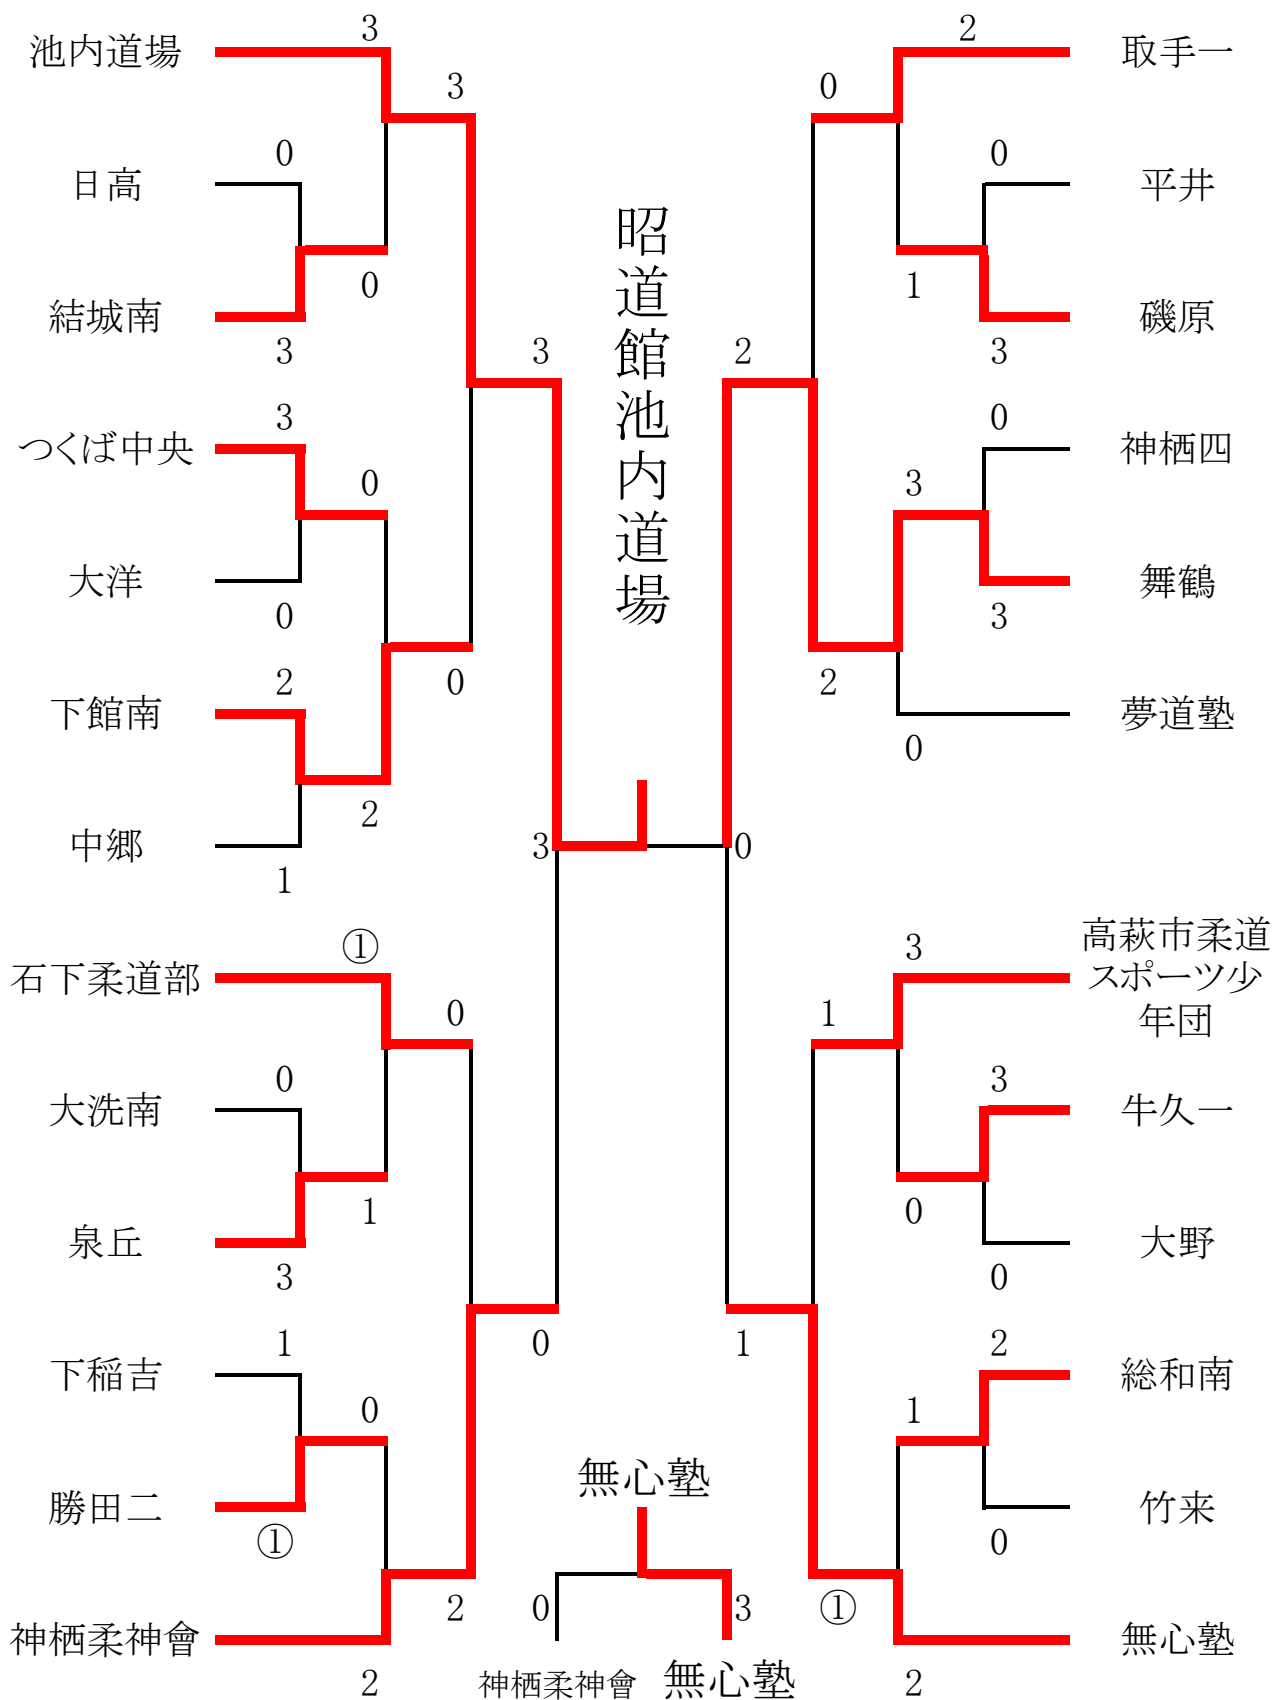 3
池内道場
3
0
日高
0
結城南
3
3
3
つくば中央
0
大洋
0
2
0
下館南
2
中郷
1
3
①
石下柔道部
0
0
大洗南
1
泉丘
3
1
0
下稲吉
0
勝田二
①
2
神栖柔神會
2
昭道館池内道場
無心塾
0
3
神栖柔神會
無心塾
2
取手一
0
0
平井
1
磯原
3
2
0
神栖四
3
舞鶴
3
2
夢道塾
0
0
3
高萩市柔道
スポーツ少
年団
1
3
牛久一
0
大野
0
1
2
総和南
1
竹来
0
①
無心塾
2